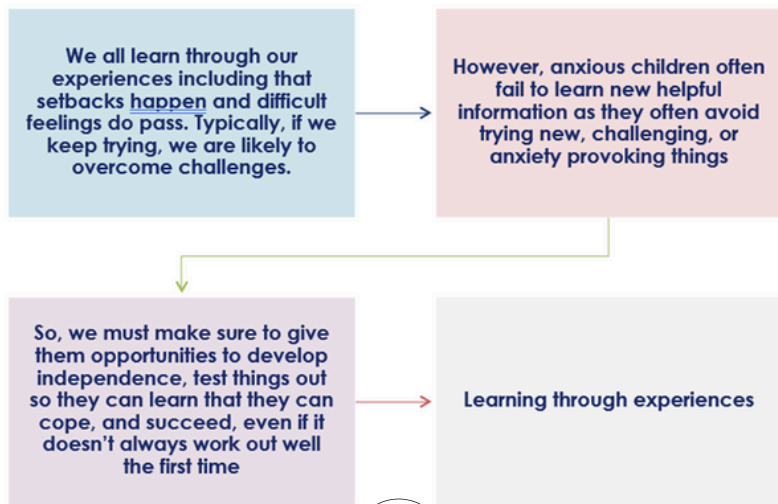 We all learn through our
experiences including that
setbacks happen and difficult
feelings do pass. Typically, if we
keep trying, we are likely to
overcome challenges.
However, anxious children often
fail to learn new helpful
information as they often avoid
trying new, challenging, or
anxiety provoking things
So, we must make sure to give
them opportunities to develop
independence, test things out
so they can learn that they can
cope, and succeed, even if it
doesn't always work out well
the first time
Learning through experiences